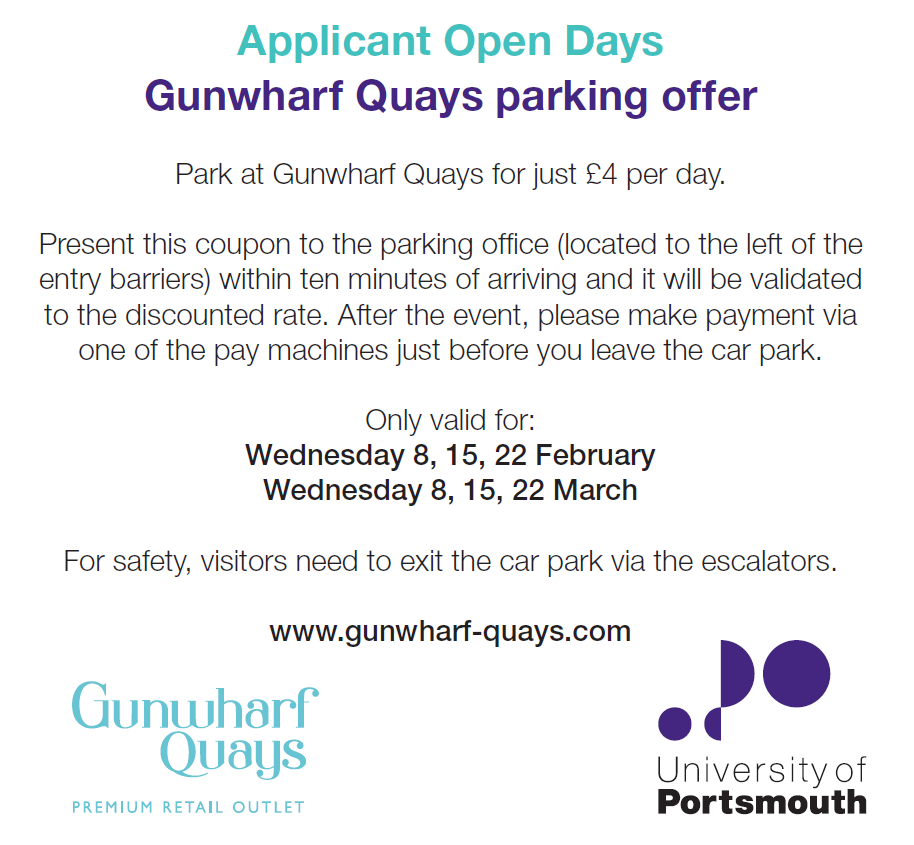 Applicant Open Days
Gunwharf Quays parking offer
Park at Gunwharf Quays for just £4 per day.
Present this coupon to the parking office (located to the left of the
entry barriers) within ten minutes of arriving and it will be validated
to the discounted rate. After the event, please make payment via
one of the pay machines just before you leave the car park.
Only valid for:
Wednesday 8, 15, 22 February
Wednesday 8, 15, 22 March
For safety, visitors need to exit the car park via the escalators.
www.gunwharf-quays.com
Gunwharf
Quays
PREMIUM RETAIL OUTLET
University of
Portsmouth